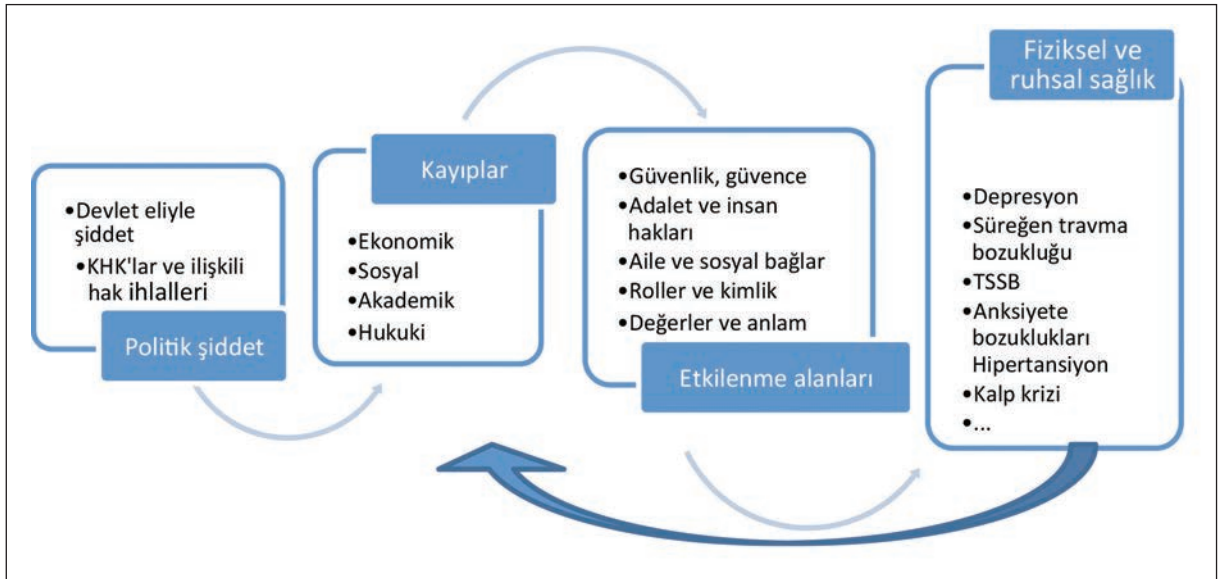 •Devlet eliyle
şiddet
•KHK'lar ve ilişkili
hak ihlalleri
Politik şiddet
Kayıplar
•Ekonomik
•Sosyal
•Akademik
•Hukuki
•Güvenlik, güvence
•Adalet ve insan
hakları
•Aile ve sosyal bağlar
•Roller ve kimlik
•Değerler ve anlam
Etkilenme alanları
Fiziksel ve
ruhsal sağlık
•Depresyon
•Süreğen travma
bozukluğu
•TSSB
•Anksiyete
bozuklukları
Hipertansiyon
•Kalp krizi
•...